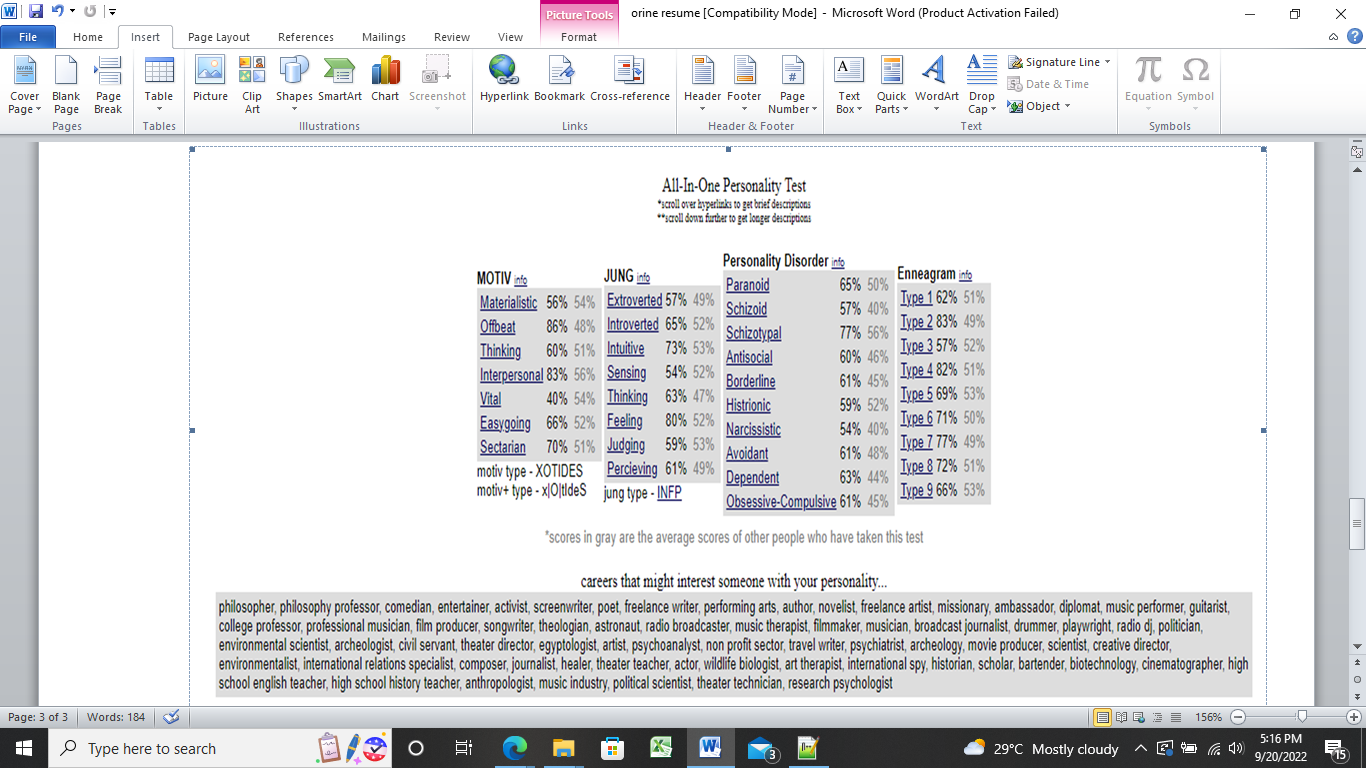 orine resume [Compatibility Mode] - Microsoft Word (Product Activation Failed)
Picture Tools
File Home Insert Page Layout References Mailings Review View Format
Cover Page Blank Page Page Break Table Picture Clip Art Shapes SmartArt Chart Screenshot Hyperlink Bookmark Cross-reference Header Footer Page Number Text Box Quick Parts WordArt Drop Cap Signature Line Date & Time Object Equation Symbol
Pages Tables Illustrations Links Header & Footer Text Symbols
All-In-One Personality Test
*scroll over hyperlinks to get brief descriptions
**scroll down further to get longer descriptions
MOTIV info
Materialistic 56% 54%
Offbeat 86% 48%
Thinking 60% 51%
Interpersonal 83% 56%
Vital 40% 54%
Easygoing 66% 52%
Sectarian 70% 51%
motiv type - XOTIDES
motiv+ type - x|O|tIdeS
JUNG info
Extroverted 57% 49%
Introverted 65% 52%
Intuitive 73% 53%
Sensing 54% 52%
Thinking 63% 47%
Feeling 80% 52%
Judging 59% 53%
Percieving 61% 49%
jung type - INFP
Personality Disorder info
Paranoid 65% 50%
Schizoid 57% 40%
Schizotypal 77% 56%
Antisocial 60% 46%
Borderline 61% 45%
Histrionic 59% 52%
Narcissistic 54% 40%
Avoidant 61% 48%
Dependent 63% 44%
Obsessive-Compulsive 61% 45%
Enneagram info
Type 1 62% 51%
Type 2 83% 49%
Type 3 57% 52%
Type 4 82% 51%
Type 5 69% 53%
Type 6 71% 50%
Type 7 77% 49%
Type 8 72% 51%
Type 9 66% 53%
*scores in gray are the average scores of other people who have taken this test
careers that might interest someone with your personality...
philosopher, philosophy professor, comedian, entertainer, activist, screenwriter, poet, freelance writer, performing arts, author, novelist, freelance artist, missionary, ambassador, diplomat, music performer, guitarist,
college professor, professional musician, film producer, songwriter, theologian, astronaut, radio broadcaster, music therapist, filmmaker, musician, broadcast journalist, drummer, playwright, radio dj, politician,
environmental scientist, archeologist, civil servant, theater director, egyptologist, artist, psychoanalyst, non profit sector, travel writer, psychiatrist, archeology, movie producer, scientist, creative director,
environmentalist, international relations specialist, composer, journalist, healer, theater teacher, actor, wildlife biologist, art therapist, international spy, historian, scholar, bartender, biotechnology, cinematographer, high
school english teacher, high school history teacher, anthropologist, music industry, political scientist, theater technician, research psychologist
Page: 3 of 3 Words: 184 156%
Type here to search 3 29°C Mostly cloudy 5:16 PM
9/20/2022 15